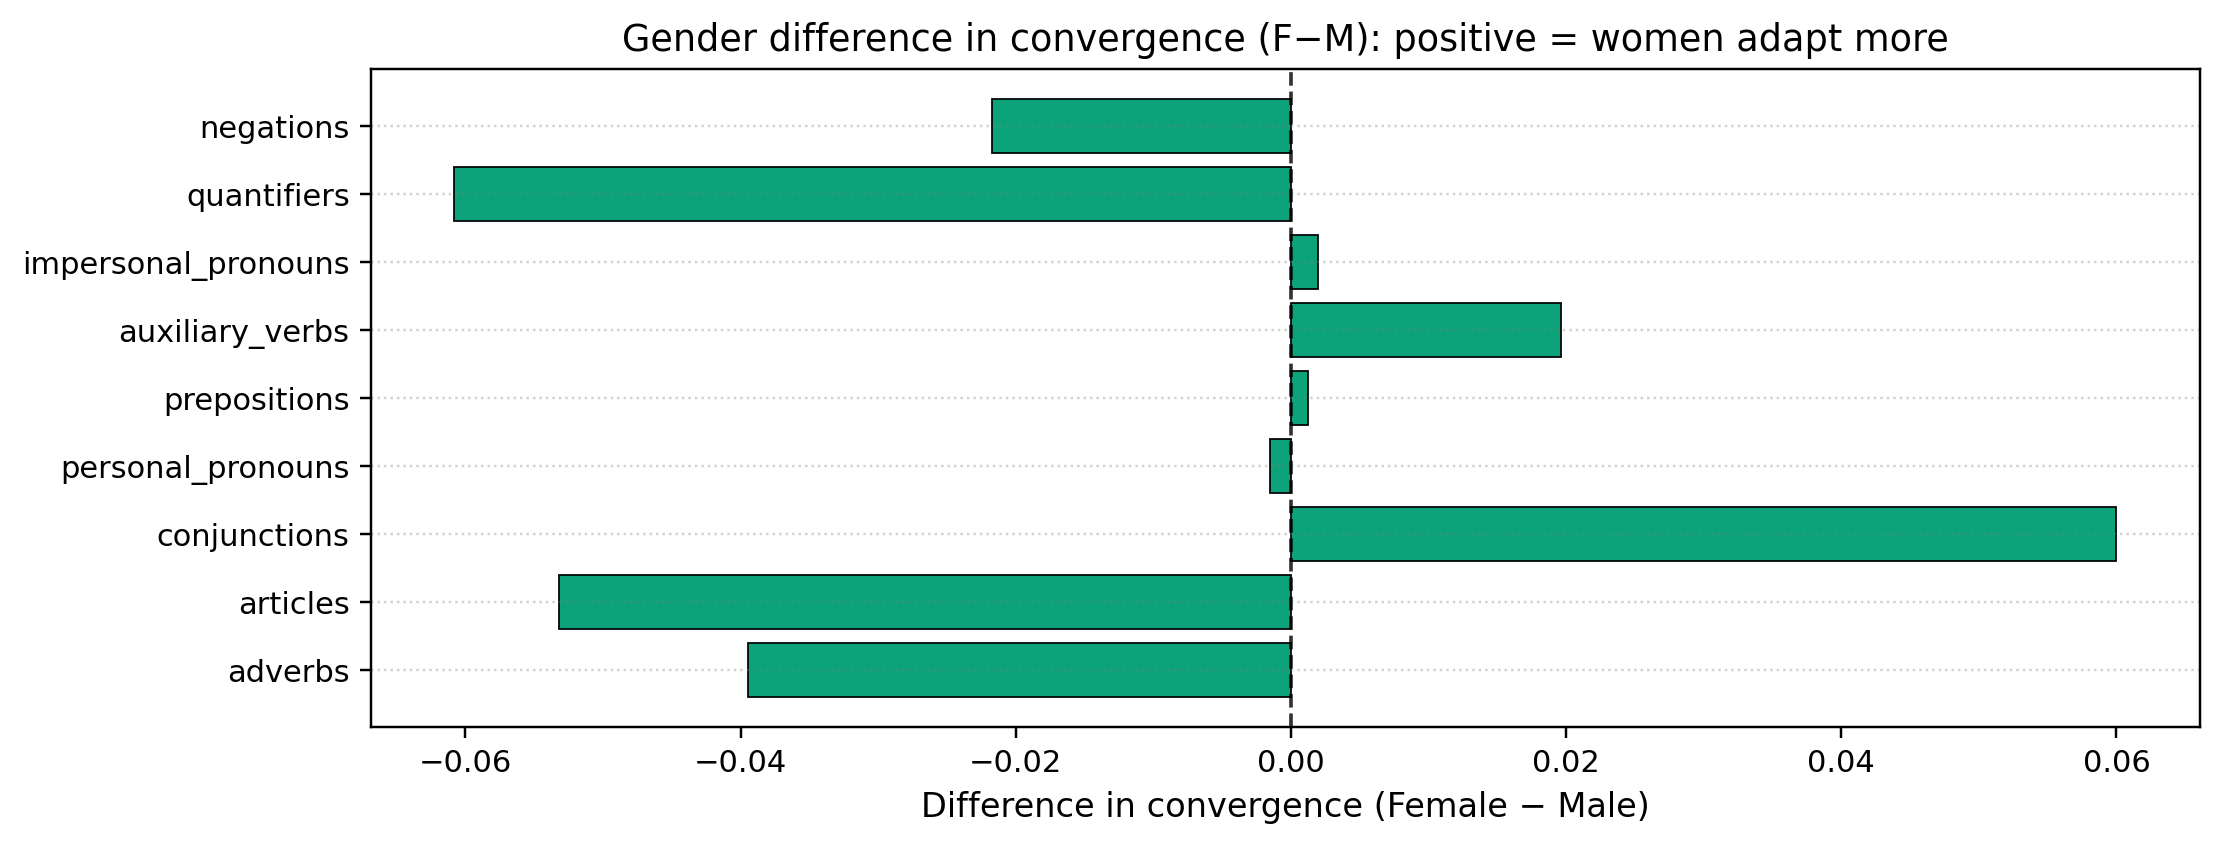 Gender difference in convergence (F−M): positive = women adapt more
negations
quantifiers
impersonal_pronouns
auxiliary_verbs
prepositions
personal_pronouns
conjunctions
articles
adverbs
−0.06 −0.04 −0.02 0.00 0.02 0.04 0.06
Difference in convergence (Female − Male)